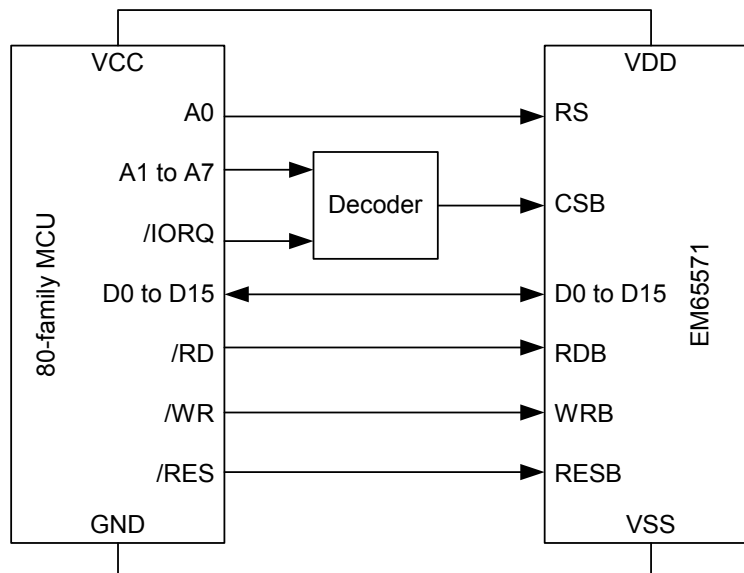 VCC
VDD
A0
RS
A1 to A7
Decoder
CSB
/IORQ
80-family MCU
D0 to D15
D0 to D15
EM65571
/RD
RDB
/WR
WRB
/RES
RESB
GND
VSS